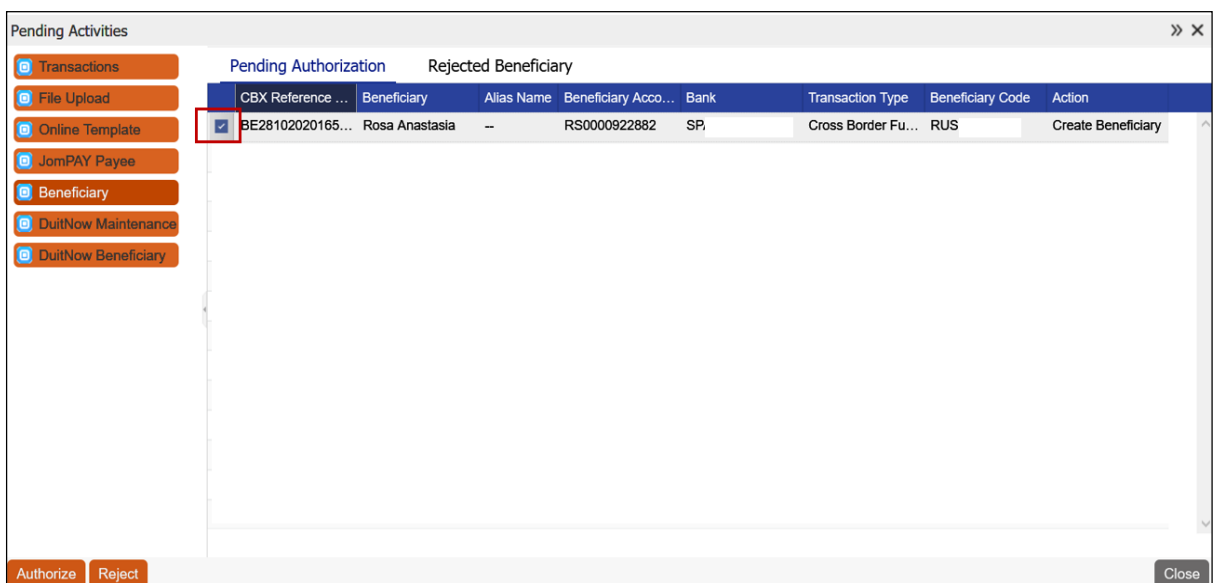 Pending Activities
Transactions
File Upload
Online Template
JomPAY Payee
Beneficiary
DuitNow Maintenance
DuitNow Beneficiary
Pending Authorization Rejected Beneficiary
CBX Reference ... Beneficiary Alias Name Beneficiary Acco... Bank Transaction Type Beneficiary Code Action
BE28102020165... Rosa Anastasia -- RS0000922882 SP Cross Border Fu... RUS Create Beneficiary
Authorize Reject Close